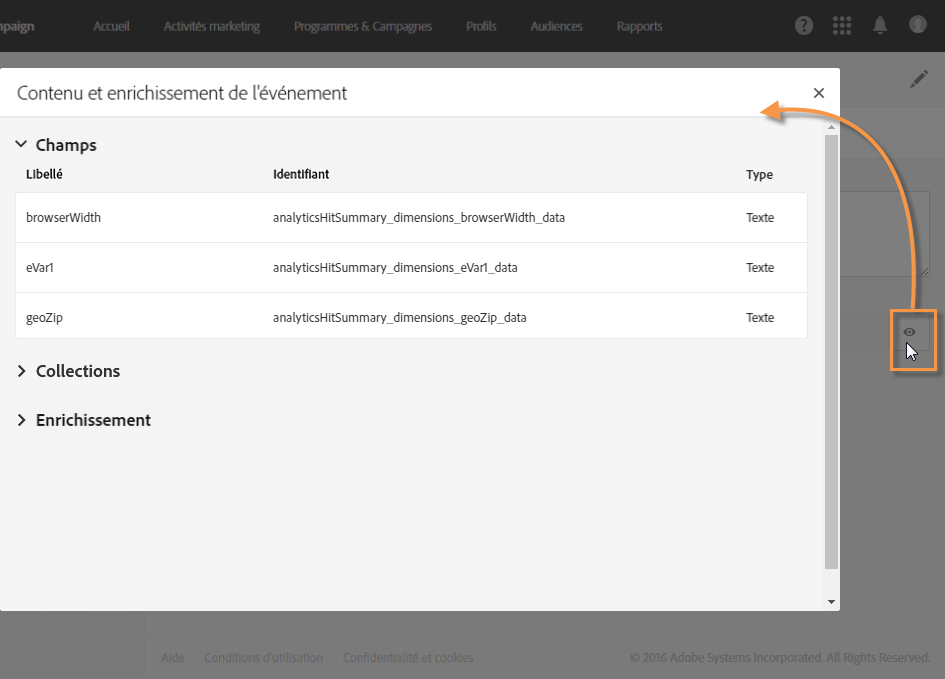 mpaign Accueil Activités marketing Programmes & Campagnes Profils Audiences Rapports
Contenu et enrichissement de l'événement
Champs
Libellé Identifiant Type
browserWidth analyticsHitSummary_dimensions_browserWidth_data Texte
eVar1 analyticsHitSummary_dimensions_eVar1_data Texte
geoZip analyticsHitSummary_dimensions_geoZip_data Texte
Collections
Enrichissement
Aide Conditions d'utilisation Confidentialité et cookies © 2016 Adobe Systems Incorporated. All Rights Reserved.